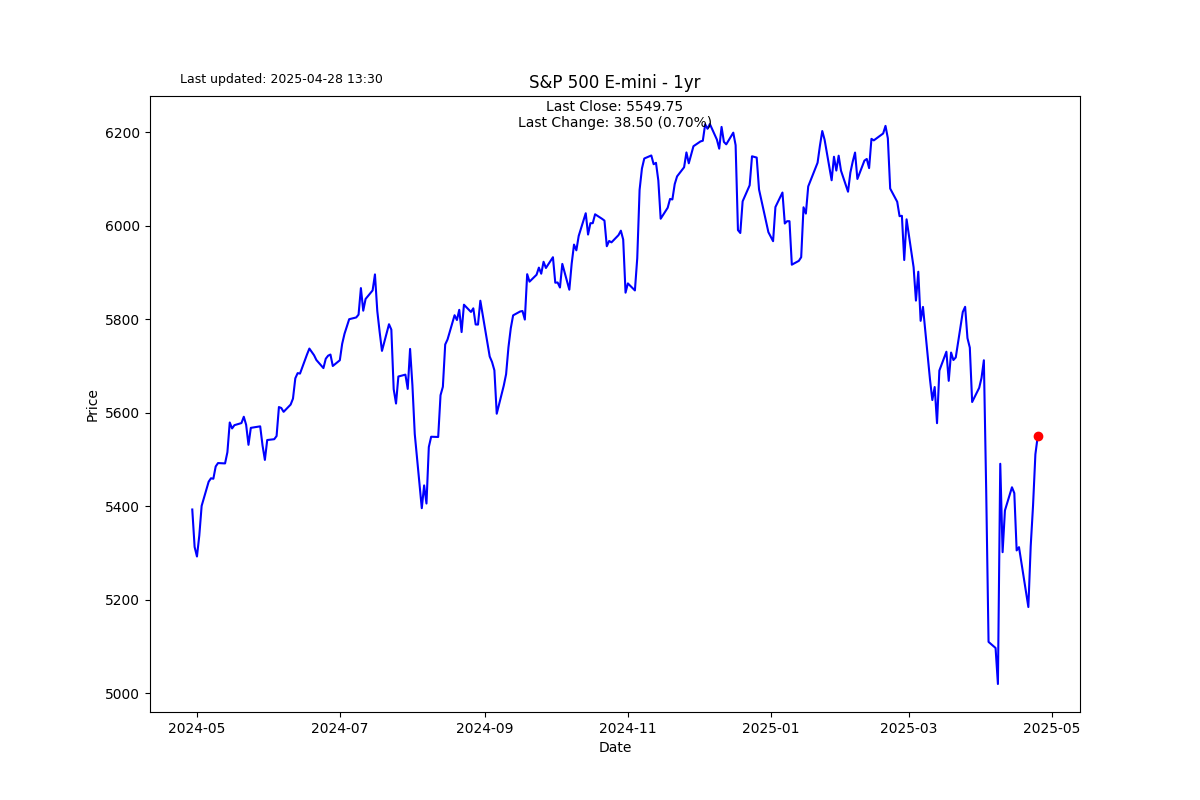 Last updated: 2025-04-28 13:30
S&P 500 E-mini - 1yr
Last Close: 5549.75
Last Change: 38.50 (0.70%)
6200
6000
5800
5600
5400
5200
5000
Price
2024-05
2024-07
2024-09
2024-11
2025-01
2025-03
2025-05
Date